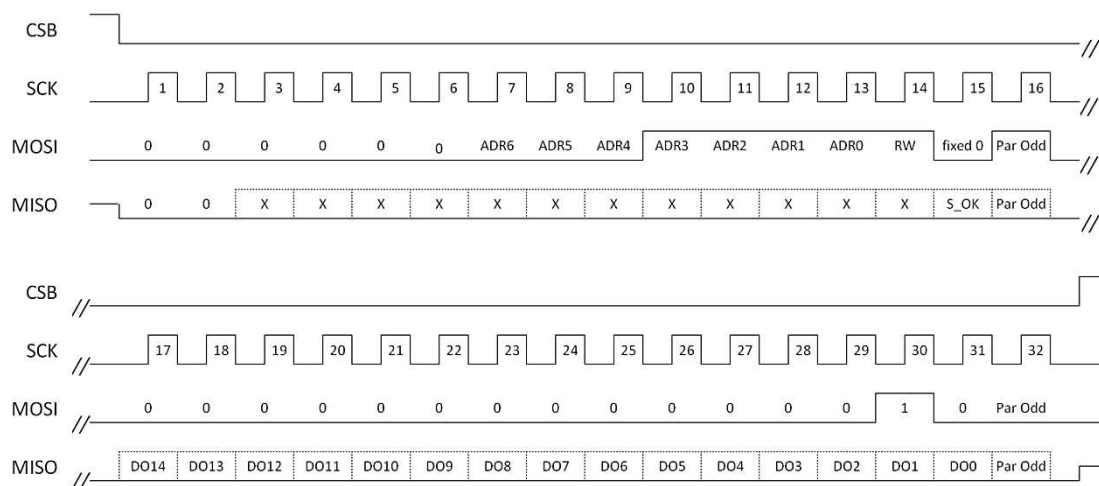 CSB //
SCK 1 2 3 4 5 6 7 8 9 10 11 12 13 14 15 16 //
MOSI 0 0 0 0 0 0 ADR6 ADR5 ADR4 ADR3 ADR2 ADR1 ADR0 RW fixed 0 Par Odd //
MISO 0 0 X X X X X X X X X X X X S_OK Par Odd //
CSB //
SCK // 17 18 19 20 21 22 23 24 25 26 27 28 29 30 31 32
MOSI // 0 0 0 0 0 0 0 0 0 0 0 0 0 1 0 Par Odd
MISO // DO14 DO13 DO12 DO11 DO10 DO9 DO8 DO7 DO6 DO5 DO4 DO3 DO2 DO1 DO0 Par Odd